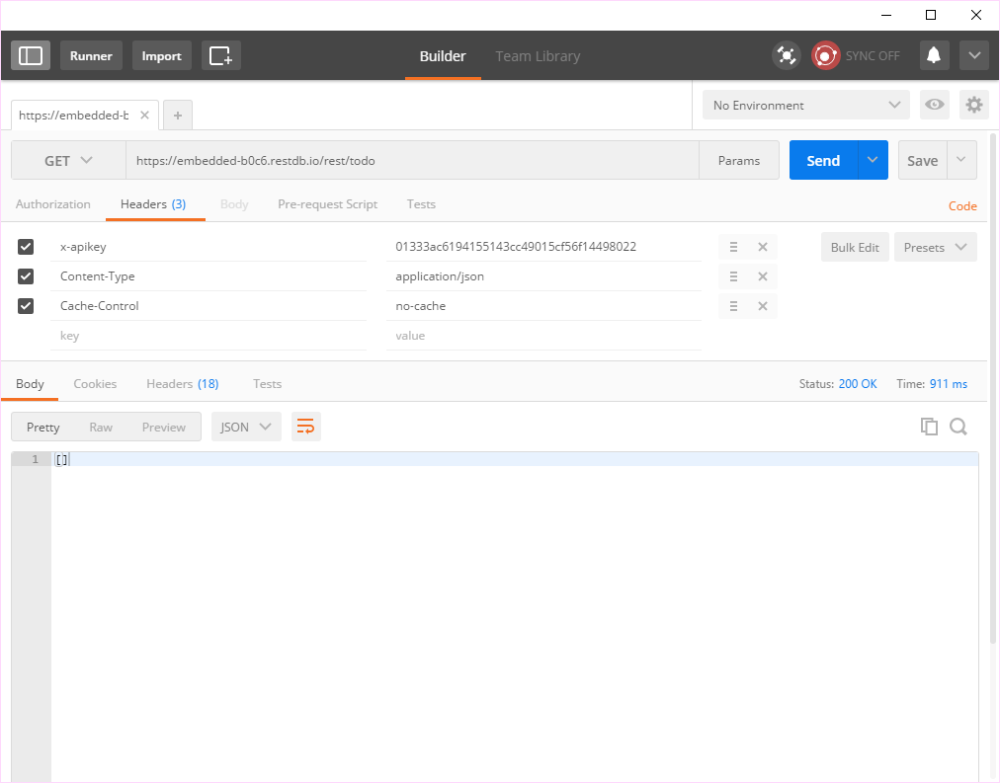 Runner Import Builder Team Library SYNC OFF
https://embedded-b + No Environment
GET https://embedded-b0c6.restdb.io/rest/todo Params Send Save
Authorization Headers (3) Body Pre-request Script Tests Code
x-apikey 01333ac6194155143cc49015cf56f14498022 Bulk Edit Presets
Content-Type application/json
Cache-Control no-cache
key value
Body Cookies Headers (18) Tests Status: 200 OK Time: 911 ms
Pretty Raw Preview JSON
1 []